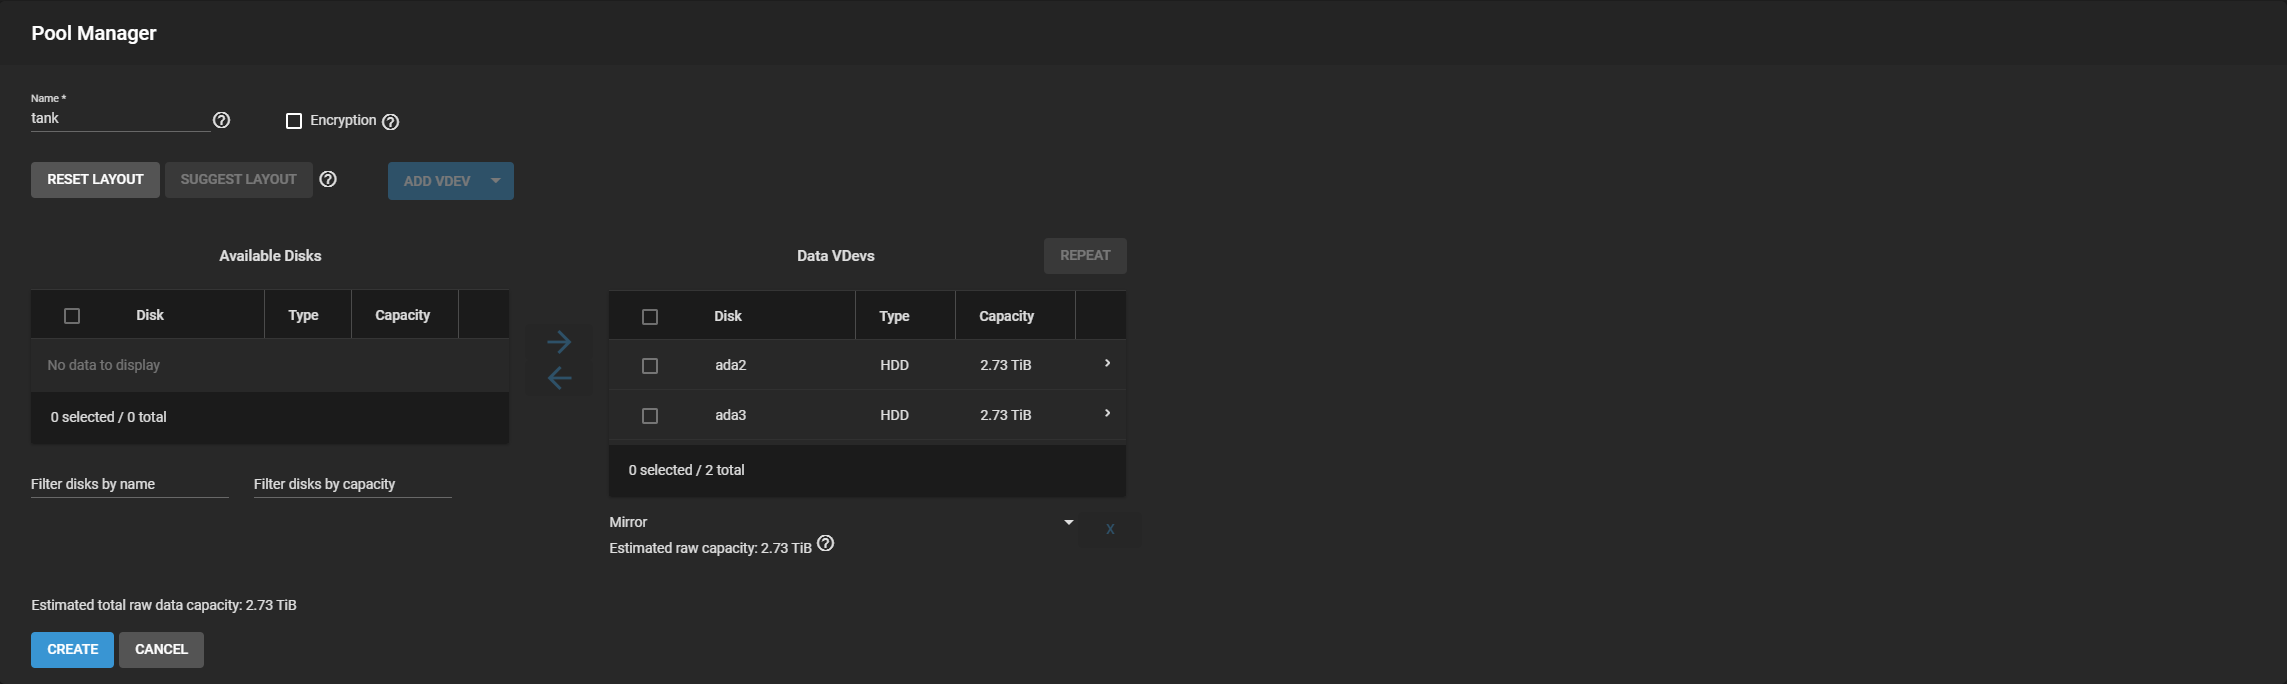 Pool Manager
Name *
tank
Encryption
RESET LAYOUT SUGGEST LAYOUT ADD VDEV
Available Disks
Disk Type Capacity
No data to display
0 selected / 0 total
Filter disks by name Filter disks by capacity
Data VDevs REPEAT
Disk Type Capacity
ada2 HDD 2.73 TiB
ada3 HDD 2.73 TiB
0 selected / 2 total
Mirror X
Estimated raw capacity: 2.73 TiB
Estimated total raw data capacity: 2.73 TiB
CREATE CANCEL